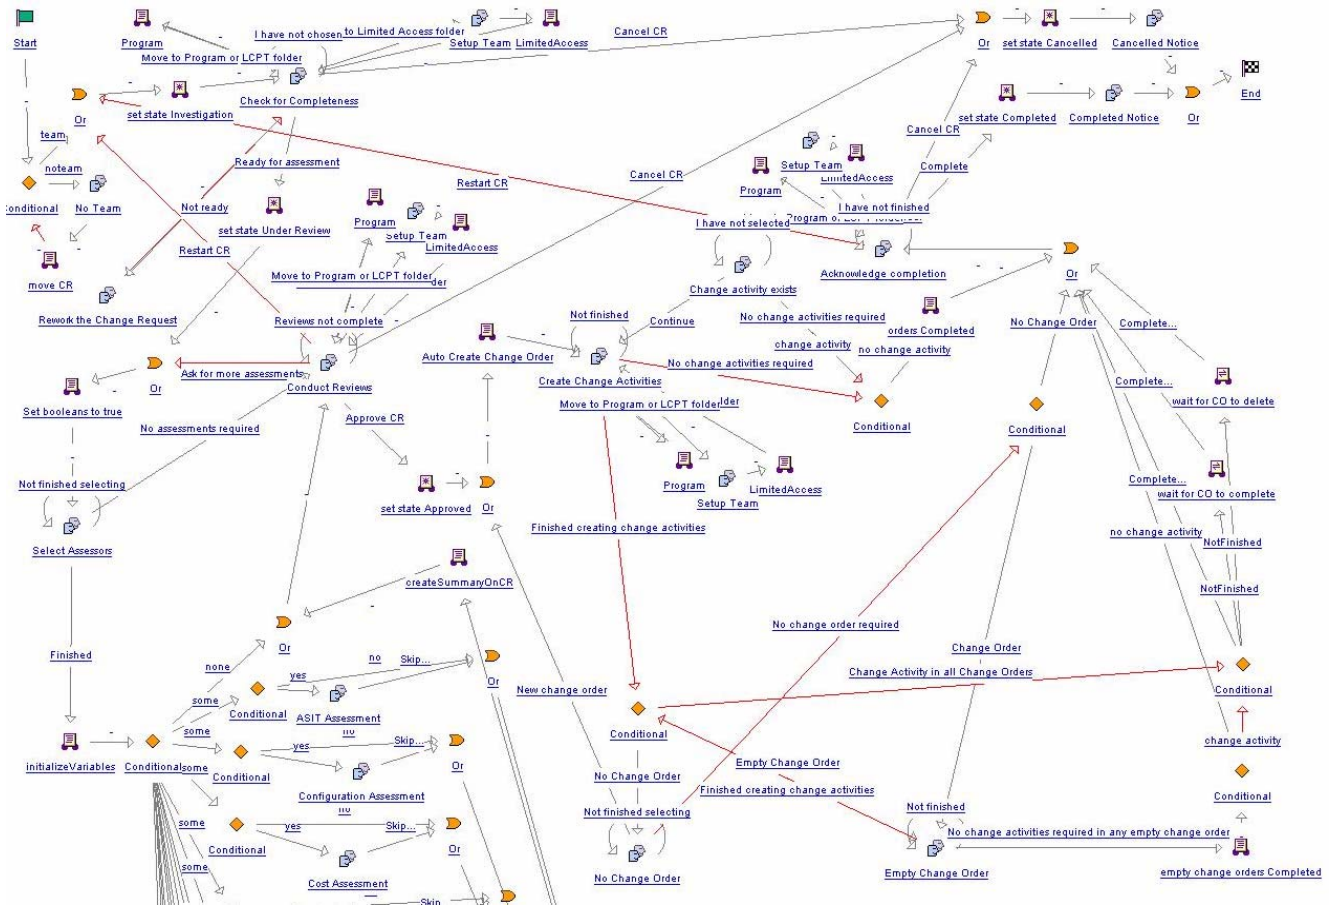 Start
Program
I have not chosen
to Limited Access folder
Setup Team
LimitedAccess
Cancel CR
Or
set state Cancelled
Cancelled Notice
Move to Program or LCPT folder
Check for Completeness
Or
set state Investigation
End
set state Completed
Completed Notice
Or
team
noteam
Conditional
No Team
Ready for assessment
Restart CR
Cancel CR
Cancel CR
Complete
Setup Team
LimitedAccess
Program
I have not finished
I have not selected
Not ready
set state Under Review
Program
Setup Team
LimitedAccess
Restart CR
move CR
Rework the Change Request
Move to Program or LCPT folder
Acknowledge completion
Or
Change activity exists
Reviews not complete
Not finished
Continue
No change activities required
orders Completed
No Change Order
Complete...
Auto Create Change Order
change activity
no change activity
Or
Ask for more assessments
Conduct Reviews
Create Change Activities
No change activities required
Complete...
Set booleans to true
Move to Program or LCPT folder
wait for CO to delete
No assessments required
Approve CR
Conditional
Conditional
Not finished selecting
Program
Setup Team
LimitedAccess
Complete...
wait for CO to complete
set state Approved
Or
Select Assessors
Finished creating change activities
no change activity
NotFinished
createSummaryOnCR
NotFinished
No change order required
Finished
Or
none
no
Skip...
yes
some
Or
New change order
Change Order
Change Activity in all Change Orders
Conditional
ASIT Assessment
Conditional
some
no
yes
Skip...
Conditional
change activity
initializeVariables
Conditional
some
Conditional
Or
No Change Order
Empty Change Order
Configuration Assessment
Finished creating change activities
Conditional
no
some
yes
Skip...
Not finished selecting
Not finished
Conditional
Or
No change activities required in any empty change order
some
Cost Assessment
No Change Order
Empty Change Order
empty change orders Completed
Skip